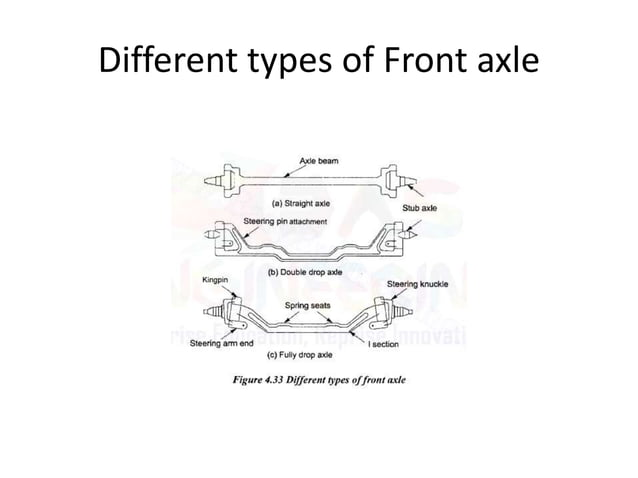 Different types of Front axle
Axle beam
(a) Straight axle
Stub axle
Steering pin attachment
(b) Double drop axle
Kingpin
Steering knuckle
Spring seats
Steering arm end
I section
(c) Fully drop axle
Figure 4.33 Different types of front axle